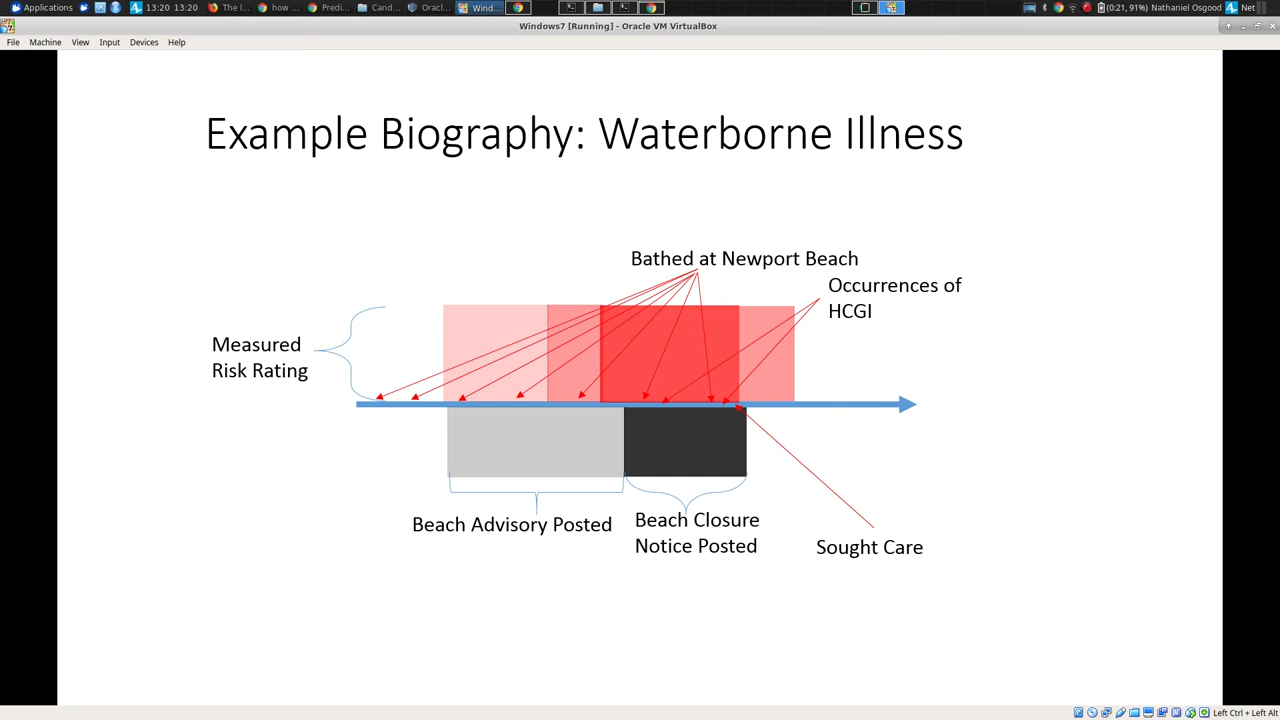 Applications 13:20 13:20 The I... how ... Predi... Cand... Oracl... Wind... (0:21, 91%) Nathaniel Osgood Net
Windows7 [Running] - Oracle VM VirtualBox
File Machine View Input Devices Help
Example Biography: Waterborne Illness
Bathed at Newport Beach
Occurrences of
HCGI
Measured
Risk Rating
Beach Advisory Posted
Beach Closure
Notice Posted
Sought Care
Left Ctrl + Left Alt